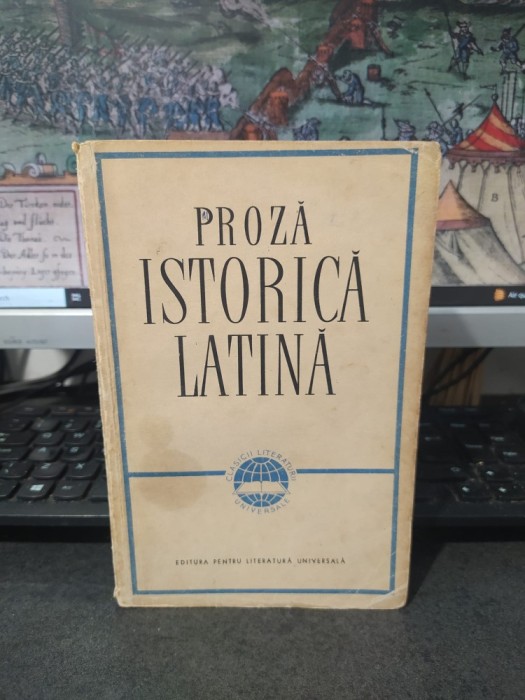 PROZĂ
ISTORICĂ
LATINĂ
CLASICII LITERATURII
UNIVERSALE
EDITURA PENTRU LITERATURĂ UNIVERSALĂ